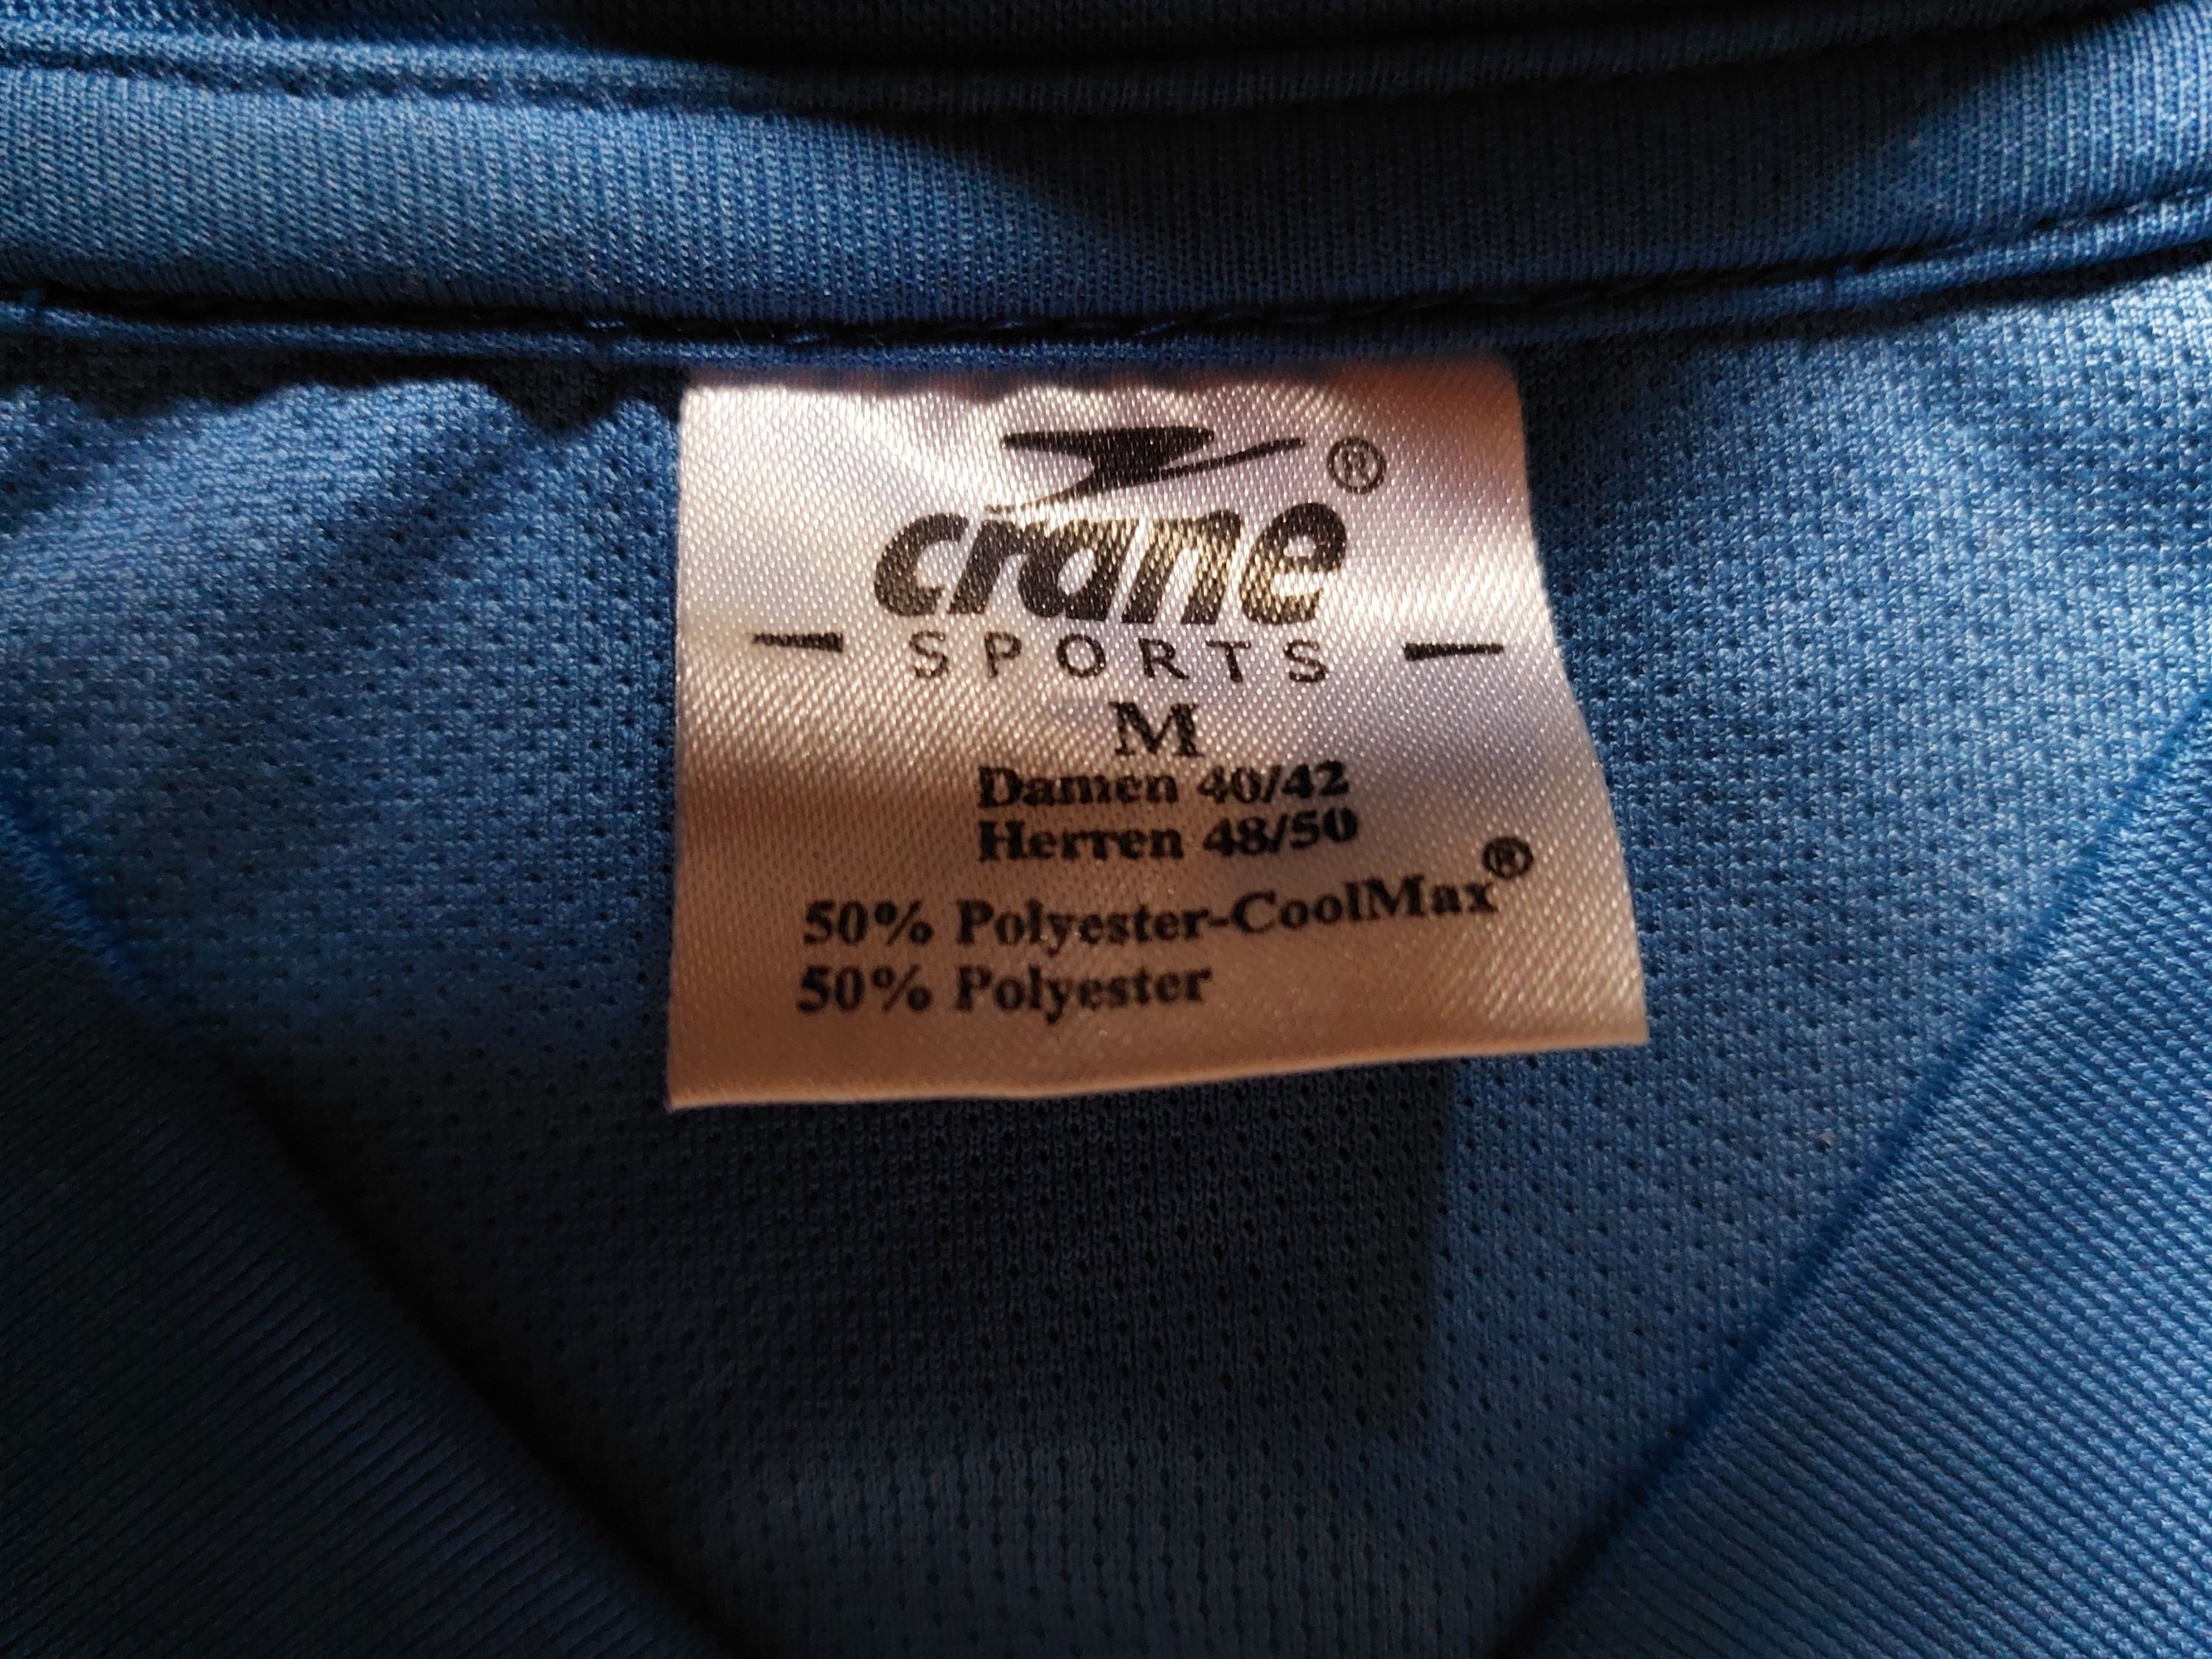 crane®
SPORTS
M
Damen 40/42
Herren 48/50
50% Polyester-CoolMax®
50% Polyester